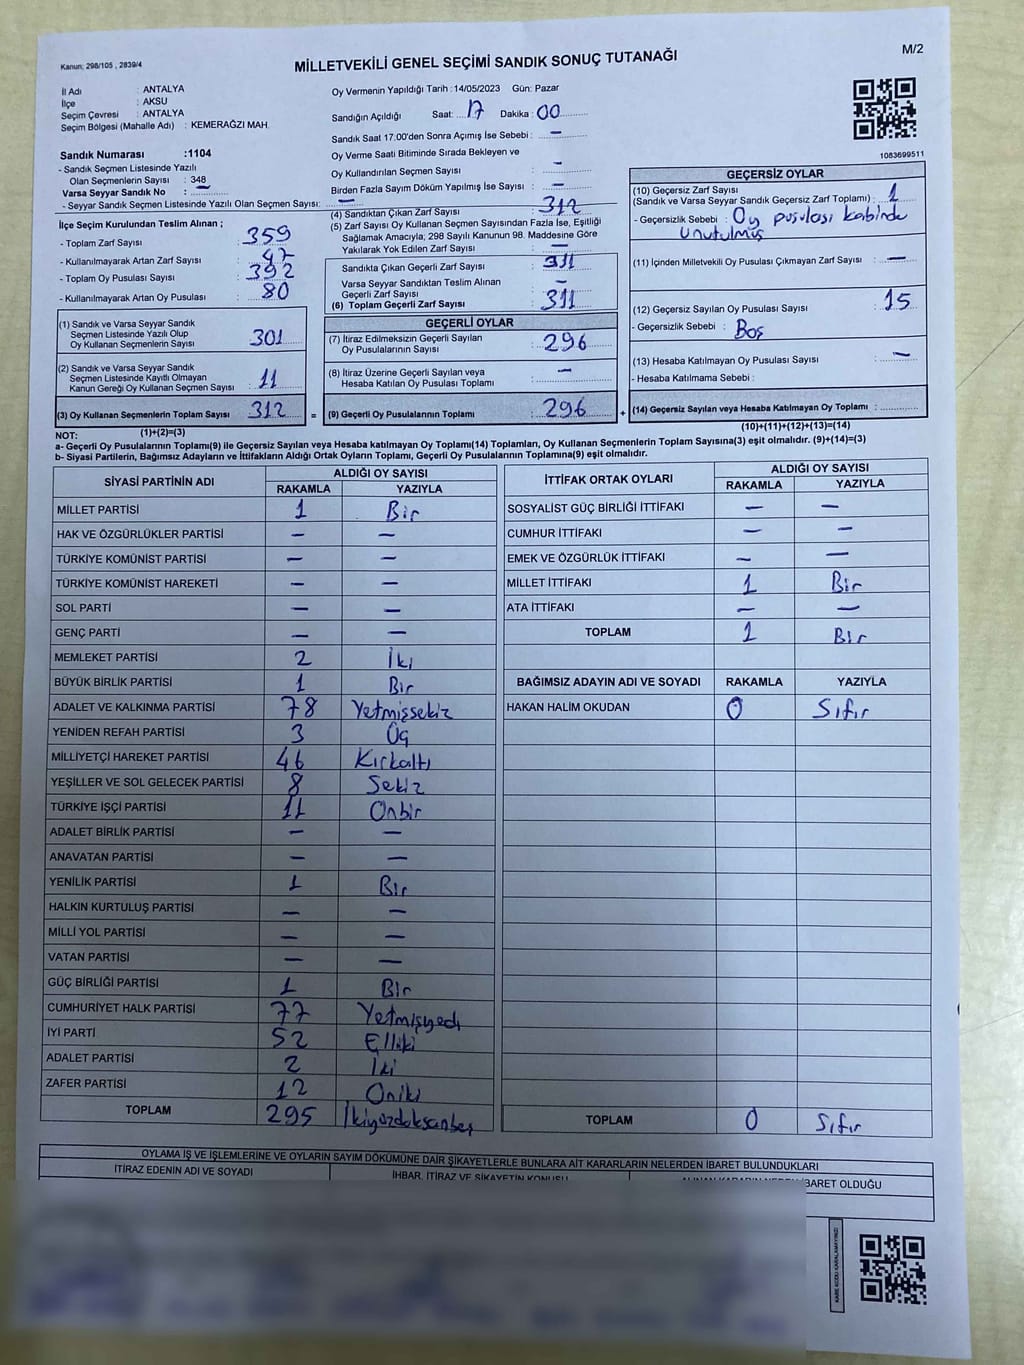 Kanun: 298/105 , 2839/4
MİLLETVEKİLİ GENEL SEÇİMİ SANDIK SONUÇ TUTANAĞI
M/2
İl Adı : ANTALYA
İlçe : AKSU
Seçim Çevresi : ANTALYA
Seçim Bölgesi (Mahalle Adı) : KEMERAĞZI MAH.
Oy Vermenin Yapıldığı Tarih :14/05/2023 Gün: Pazar
Sandığın Açıldığı Saat: 17 Dakika : 00
Sandık Saat 17.00'den Sonra Açımış İse Sebebi : —
Oy Verme Saati Bitiminde Sırada Bekleyen ve
Oy Kullandırılan Seçmen Sayısı : —
Birden Fazla Sayım Döküm Yapılmış İse Sayısı : —
Sandık Numarası :1104
- Sandık Seçmen Listesinde Yazılı
Olan Seçmenlerin Sayısı : 348
Varsa Seyyar Sandık No : —
- Seyyar Sandık Seçmen Listesinde Yazılı Olan Seçmen Sayısı: —
1083699511
İlçe Seçim Kurulundan Teslim Alınan ;
- Toplam Zarf Sayısı : 359
- Kullanılmayarak Artan Zarf Sayısı : 47
- Toplam Oy Pusulası Sayısı : 392
- Kullanılmayarak Artan Oy Pusulası : 80
(1) Sandık ve Varsa Seyyar Sandık
Seçmen Listesinde Yazılı Olup
Oy Kullanan Seçmenlerin Sayısı : 301
(2) Sandık ve Varsa Seyyar Sandık
Seçmen Listesinde Kayıtlı Olmayan
Kanun Gereği Oy Kullanan Seçmen Sayısı : 11
(3) Oy Kullanan Seçmenlerin Toplam Sayısı : 312 =
(1)+(2)=(3)
(4) Sandıktan Çıkan Zarf Sayısı : 312
(5) Zarf Sayısı Oy Kullanan Seçmen Sayısından Fazla İse, Eşitliği
Sağlamak Amacıyla; 298 Sayılı Kanunun 98. Maddesine Göre
Yakılarak Yok Edilen Zarf Sayısı : —
Sandıkta Çıkan Geçerli Zarf Sayısı : 311
Varsa Seyyar Sandıktan Teslim Alınan
Geçerli Zarf Sayısı : —
(6) Toplam Geçerli Zarf Sayısı : 311
GEÇERLİ OYLAR
(7) İtiraz Edilmeksizin Geçerli Sayılan
Oy Pusulalarının Sayısı : 296
(8) İtiraz Üzerine Geçerli Sayılan veya
Hesaba Katılan Oy Pusulası Toplamı : —
(9) Geçerli Oy Pusulalarının Toplamı : 296 +
GEÇERSİZ OYLAR
(10) Geçersiz Zarf Sayısı
(Sandık ve Varsa Seyyar Sandık Geçersiz Zarf Toplamı) : 1
- Geçersizlik Sebebi : Oy pusulası kabinde
unutulmiş
(11) İçinden Milletvekili Oy Pusulası Çıkmayan Zarf Sayısı : —
(12) Geçersiz Sayılan Oy Pusulası Sayısı : 15
- Geçersizlik Sebebi : Boş
(13) Hesaba Katılmayan Oy Pusulası Sayısı : —
- Hesaba Katılmama Sebebi :
(14) Geçersiz Sayılan veya Hesaba Katılmayan Oy Toplamı :
(10)+(11)+(12)+(13)=(14)
NOT:
a- Geçerli Oy Pusulalarının Toplamı(9) ile Geçersiz Sayılan veya Hesaba katılmayan Oy Toplamı(14) Toplamları, Oy Kullanan Seçmenlerin Toplam Sayısına(3) eşit olmalıdır. (9)+(14)=(3)
b- Siyasi Partilerin, Bağımsız Adayların ve İttifakların Aldığı Ortak Oyların Toplamı, Geçerli Oy Pusulalarının Toplamına(9) eşit olmalıdır.
SİYASİ PARTİNİN ADI ALDIĞI OY SAYISI
RAKAMLA YAZIYLA
MİLLET PARTİSİ 1 Bir
HAK VE ÖZGÜRLÜKLER PARTİSİ — —
TÜRKİYE KOMÜNİST PARTİSİ — —
TÜRKİYE KOMÜNİST HAREKETİ — —
SOL PARTİ — —
GENÇ PARTİ — —
MEMLEKET PARTİSİ 2 İki
BÜYÜK BİRLİK PARTİSİ 1 Bir
ADALET VE KALKINMA PARTİSİ 78 Yetmişsekiz
YENİDEN REFAH PARTİSİ 3 Üç
MİLLİYETÇİ HAREKET PARTİSİ 46 Kırkaltı
YEŞİLLER VE SOL GELECEK PARTİSİ 8 Sekiz
TÜRKİYE İŞÇİ PARTİSİ 11 Onbir
ADALET BİRLİK PARTİSİ — —
ANAVATAN PARTİSİ — —
YENİLİK PARTİSİ 1 Bir
HALKIN KURTULUŞ PARTİSİ — —
MİLLİ YOL PARTİSİ — —
VATAN PARTİSİ — —
GÜÇ BİRLİĞİ PARTİSİ 1 Bir
CUMHURİYET HALK PARTİSİ 77 Yetmişyedi
İYİ PARTİ 52 Elliki
ADALET PARTİSİ 2 İki
ZAFER PARTİSİ 12 Oniki
TOPLAM 295 İkiyüzdoksanbeş
İTTİFAK ORTAK OYLARI ALDIĞI OY SAYISI
RAKAMLA YAZIYLA
SOSYALİST GÜÇ BİRLİĞİ İTTİFAKI — —
CUMHUR İTTİFAKI — —
EMEK VE ÖZGÜRLÜK İTTİFAKI — —
MİLLET İTTİFAKI 1 Bir
ATA İTTİFAKI — —
TOPLAM 1 Bir
BAĞIMSIZ ADAYIN ADI VE SOYADI RAKAMLA YAZIYLA
HAKAN HALİM OKUDAN 0 Sıfır
TOPLAM 0 Sıfır
OYLAMA İŞ VE İŞLEMLERİNE VE OYLARIN SAYIM DÖKÜMÜNE DAİR ŞİKAYETLERLE BUNLARA AİT KARARLARIN NELERDEN İBARET BULUNDUKLARI
İTİRAZ EDENİN ADI VE SOYADI
İHBAR, İTİRAZ VE ŞİKAYETİN KONUSU
ALINAN KARARIN NEDEN İBARET OLDUĞU
KARE KODU KARALAMAYINIZ!